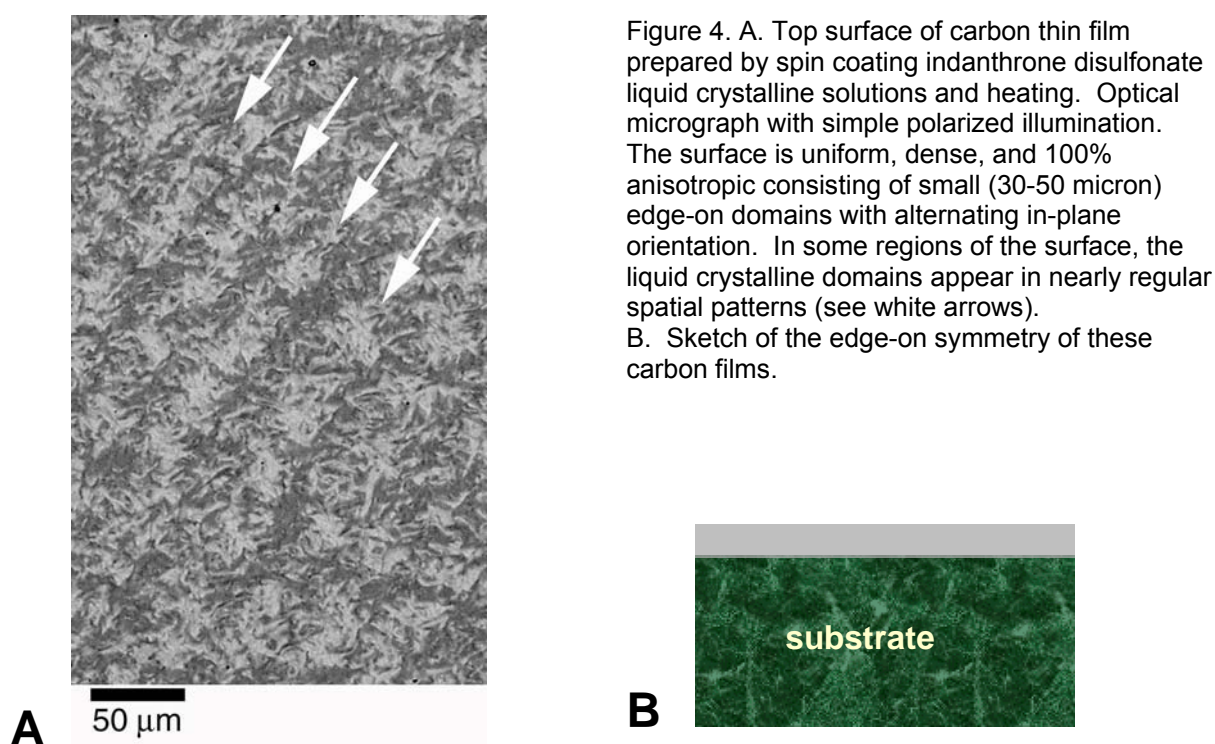 Figure 4. A. Top surface of carbon thin film
prepared by spin coating indanthrone disulfonate
liquid crystalline solutions and heating. Optical
micrograph with simple polarized illumination.
The surface is uniform, dense, and 100%
anisotropic consisting of small (30-50 micron)
edge-on domains with alternating in-plane
orientation. In some regions of the surface, the
liquid crystalline domains appear in nearly regular
spatial patterns (see white arrows).
B. Sketch of the edge-on symmetry of these
carbon films.
A
50 μm
B
substrate